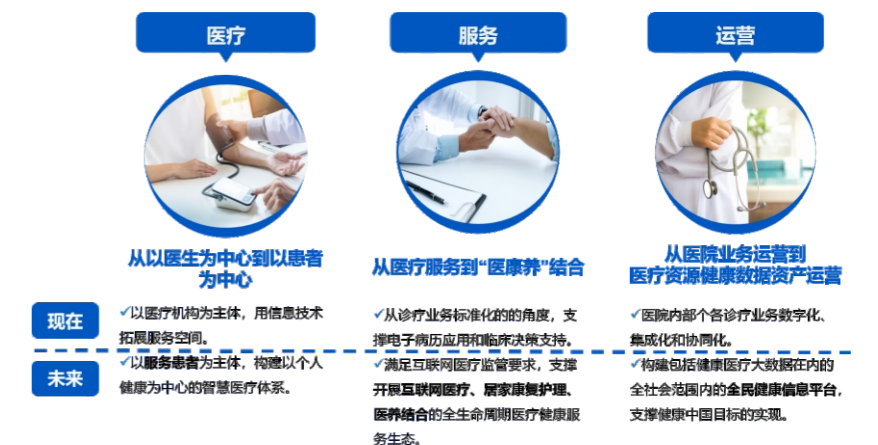 医疗
服务
运营
从以医生为中心到以患者
为中心
从医疗服务到“医康养”结合
从医院业务运营到
医疗资源健康数据资产运营
现在
✓以医疗机构为主体，用信息技术
拓展服务空间。
✓从诊疗业务标准化的的角度，支
撑电子病历应用和临床决策支持。
✓医院内部个各诊疗业务数字化、
集成化和协同化。
未来
✓以服务患者为主体，构建以个人
健康为中心的智慧医疗体系。
✓满足互联网医疗监管要求，支撑
开展互联网医疗、居家康复护理、
医养结合的全生命周期医疗健康服
务生态。
✓构建包括健康医疗大数据在内的
全社会范围内的全民健康信息平台，
支撑健康中国目标的实现。